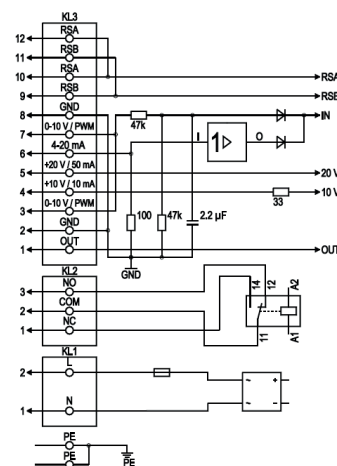 KL3
12 RSA RSA
11 RSB
10 RSA RSA
9 RSB RSB
8 GND IN
7 0-10 V / PWM 47k
6 4-20 mA I 1 O
5 +20 V / 50 mA 20 V
4 +10 V / 10 mA 33 10 V
3 0-10 V / PWM 100 47k 2.2 µF
2 GND
1 OUT GND OUT
KL2
3 NO 14 12 A2
2 COM
1 NC 11 A1
KL1
2 L ~ +
1 N ~ −
PE
PE PE